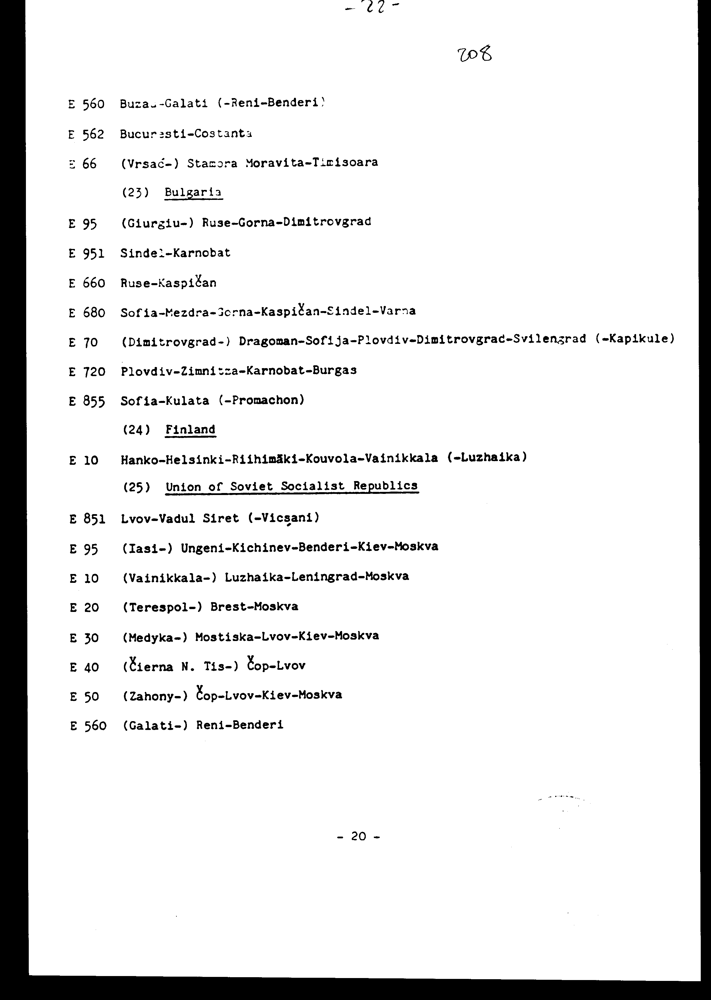 - 22 -
208
E 560 Buzau-Galati (-Reni-Benderi)
E 562 Bucuresti-Costanta
E 66 (Vrsać-) Stamora Moravita-Timisoara
(23) Bulgaria
E 95 (Giurgiu-) Ruse-Gorna-Dimitrovgrad
E 951 Sindel-Karnobat
E 660 Ruse-Kaspičan
E 680 Sofia-Mezdra-Gorna-Kaspičan-Sindel-Varna
E 70 (Dimitrovgrad-) Dragoman-Sofija-Plovdiv-Dimitrovgrad-Svilengrad (-Kapikule)
E 720 Plovdiv-Zimnitza-Karnobat-Burgas
E 855 Sofia-Kulata (-Promachon)
(24) Finland
E 10 Hanko-Helsinki-Riihimäki-Kouvola-Vainikkala (-Luzhaika)
(25) Union of Soviet Socialist Republics
E 851 Lvov-Vadul Siret (-Vicşani)
E 95 (Iasi-) Ungeni-Kichinev-Benderi-Kiev-Moskva
E 10 (Vainikkala-) Luzhaika-Leningrad-Moskva
E 20 (Terespol-) Brest-Moskva
E 30 (Medyka-) Mostiska-Lvov-Kiev-Moskva
E 40 (Čierna N. Tis-) Čop-Lvov
E 50 (Zahony-) Čop-Lvov-Kiev-Moskva
E 560 (Galati-) Reni-Benderi
- 20 -